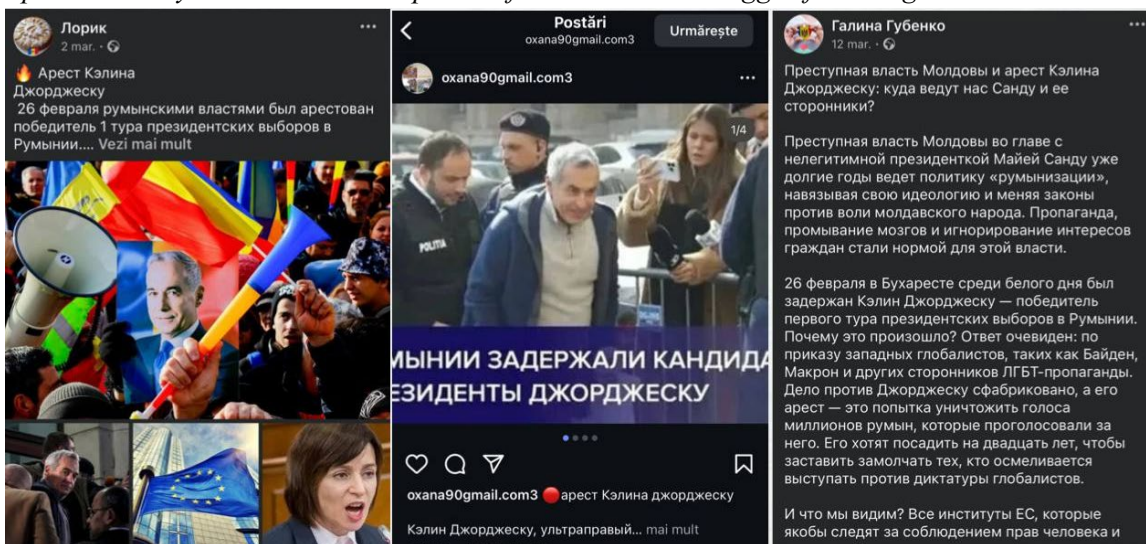 Лорик
2 mar. ·
Арест Кэлина
Джорджеску
26 февраля румынскими властями был арестован
победитель 1 тура президентских выборов в
Румынии.... Vezi mai mult
Postări
oxana90gmail.com3
Urmărește
oxana90gmail.com3
1/4
POLITIA
МЫНИИ ЗАДЕРЖАЛИ КАНДИДА
ЕЗИДЕНТЫ ДЖОРДЖЕСКУ
oxana90gmail.com3 арест Кэлина джорджеску
Кэлин Джорджеску, ультраправый... mai mult
Галина Губенко
12 mar. ·
Преступная власть Молдовы и арест Кэлина
Джорджеску: куда ведут нас Санду и ее
сторонники?
Преступная власть Молдовы во главе с
нелегитимной президенткой Майей Санду уже
долгие годы ведет политику «румынизации»,
навязывая свою идеологию и меняя законы
против воли молдавского народа. Пропаганда,
промывание мозгов и игнорирование интересов
граждан стали нормой для этой власти.
26 февраля в Бухаресте среди белого дня был
задержан Кэлин Джорджеску — победитель
первого тура президентских выборов в Румынии.
Почему это произошло? Ответ очевиден: по
приказу западных глобалистов, таких как Байден,
Макрон и других сторонников ЛГБТ-пропаганды.
Дело против Джорджеску сфабриковано, а его
арест — это попытка уничтожить голоса
миллионов румын, которые проголосовали за
него. Его хотят посадить на двадцать лет, чтобы
заставить замолчать тех, кто осмеливается
выступать против диктатуры глобалистов.
И что мы видим? Все институты ЕС, которые
якобы следят за соблюдением прав человека и